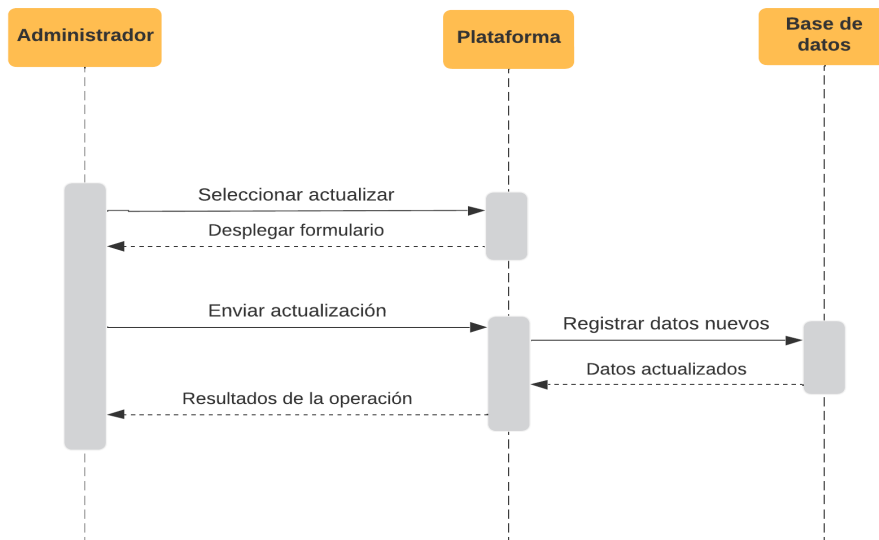 Administrador
Plataforma
Base de
datos
Seleccionar actualizar
Desplegar formulario
Enviar actualización
Registrar datos nuevos
Datos actualizados
Resultados de la operación